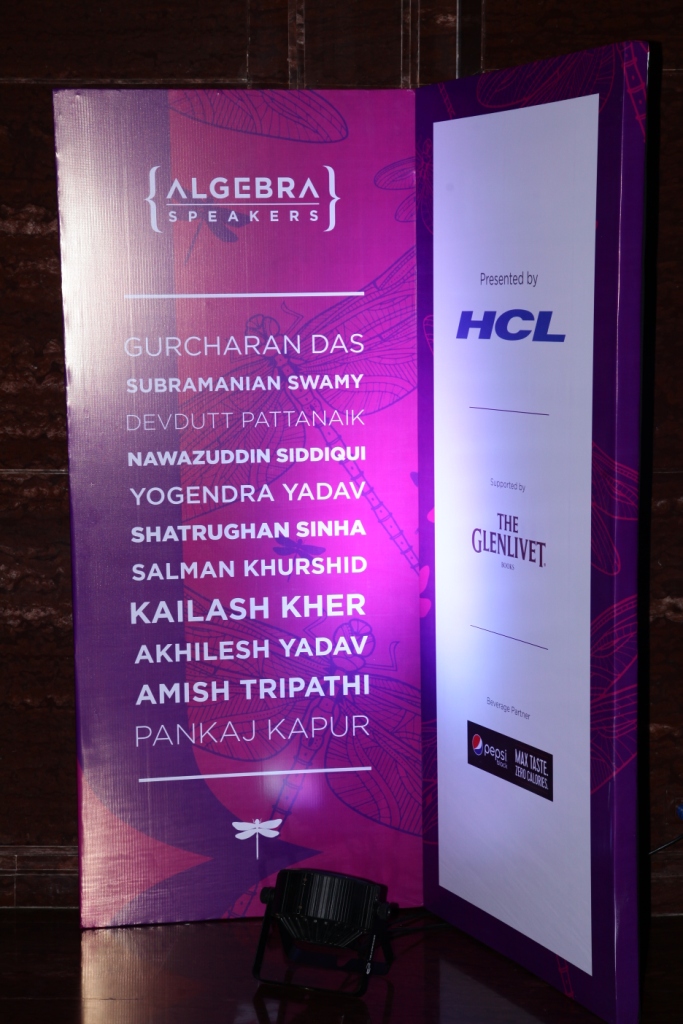 {ALGEBRA
SPEAKERS}
GURCHARAN DAS
SUBRAMANIAN SWAMY
DEVDUTT PATTANAIK
NAWAZUDDIN SIDDIQUI
YOGENDRA YADAV
SHATRUGHAN SINHA
SALMAN KHURSHID
KAILASH KHER
AKHILESH YADAV
AMISH TRIPATHI
PANKAJ KAPUR
Presented by
HCL
Supported by
THE
GLENLIVET®
BOOKS
Beverage Partner
pepsi
black
MAX TASTE,
ZERO CALORIES.